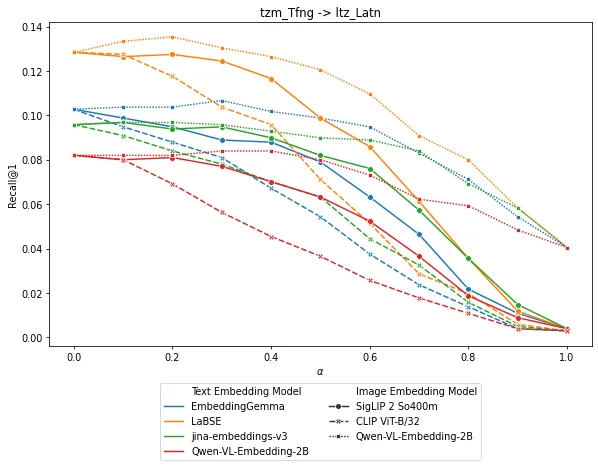 tzm_Tfng -> ltz_Latn
0.14
0.12
0.10
0.08
0.06
0.04
0.02
0.00
Recall@1
0.0 0.2 0.4 0.6 0.8 1.0
α
Text Embedding Model
EmbeddingGemma
LaBSE
jina-embeddings-v3
Qwen-VL-Embedding-2B
Image Embedding Model
SigLIP 2 So400m
CLIP ViT-B/32
Qwen-VL-Embedding-2B